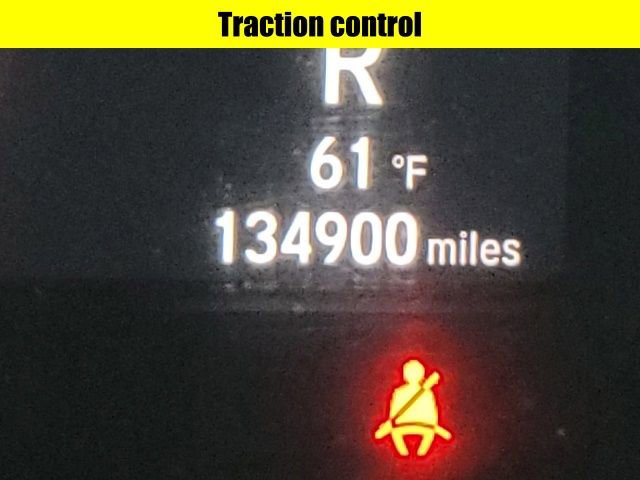 Traction control
R
61 °F
134900 miles